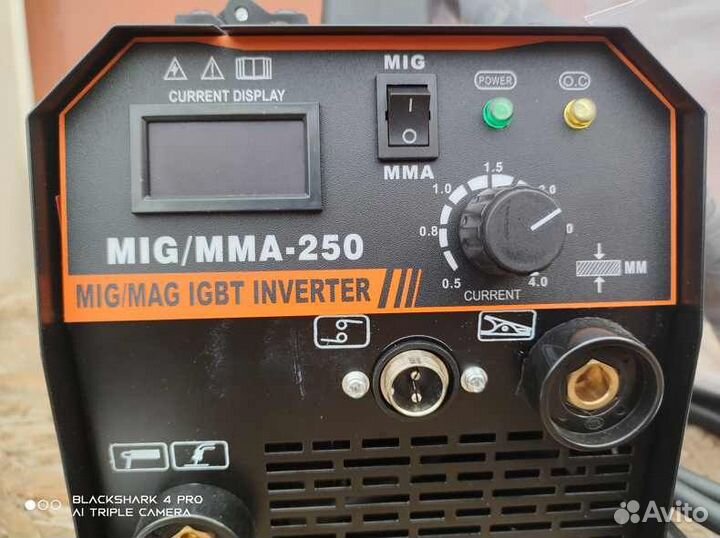 MIG
POWER
O.C
CURRENT DISPLAY
MMA
1.5
1.0
0.8
0.5
4.0
CURRENT
MM
MIG/MMA-250
MIG/MAG IGBT INVERTER
BLACKSHARK 4 PRO
AI TRIPLE CAMERA
Avito